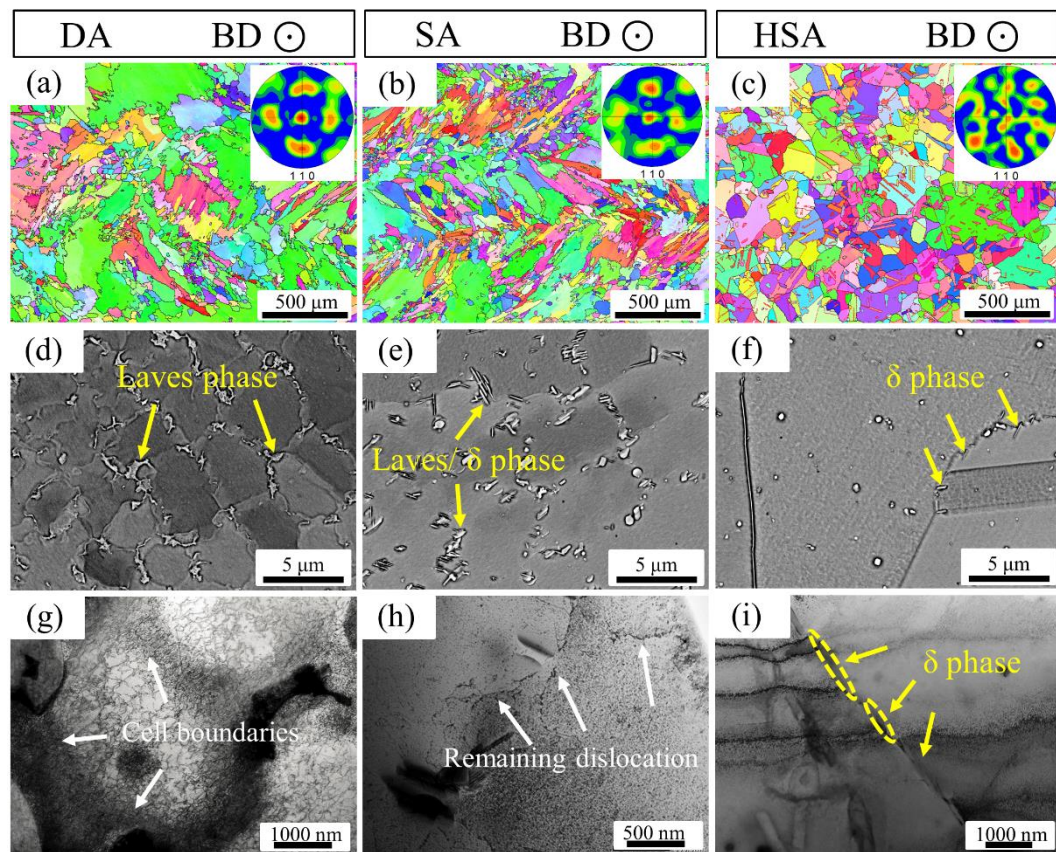 DA BD ⊙
SA BD ⊙
HSA BD ⊙
(a)
110
500 μm
(b)
110
500 μm
(c)
110
500 μm
(d)
Laves phase
5 μm
(e)
Laves/ δ phase
5 μm
(f)
δ phase
5 μm
(g)
Cell boundaries
1000 nm
(h)
Remaining dislocation
500 nm
(i)
δ phase
1000 nm